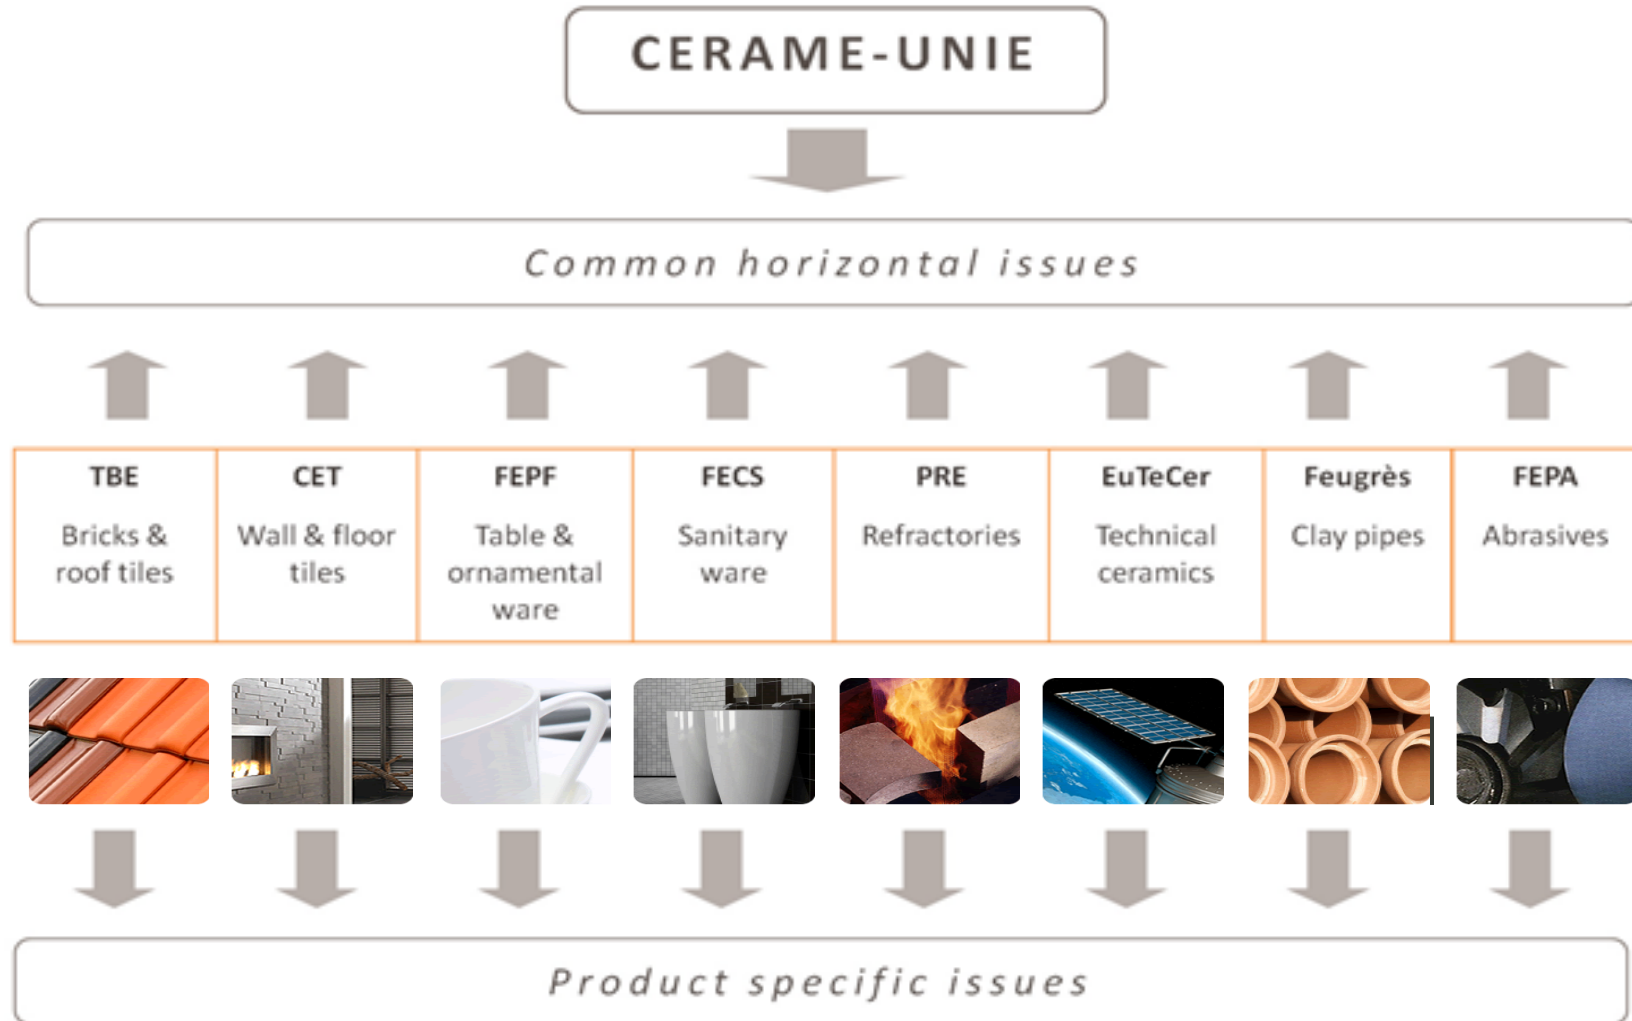 CERAME-UNIE
Common horizontal issues
TBE
Bricks &
roof tiles
CET
Wall & floor
tiles
FEPF
Table &
ornamental
ware
FECS
Sanitary
ware
PRE
Refractories
EuTeCer
Technical
ceramics
Feugrès
Clay pipes
FEPA
Abrasives
Product specific issues